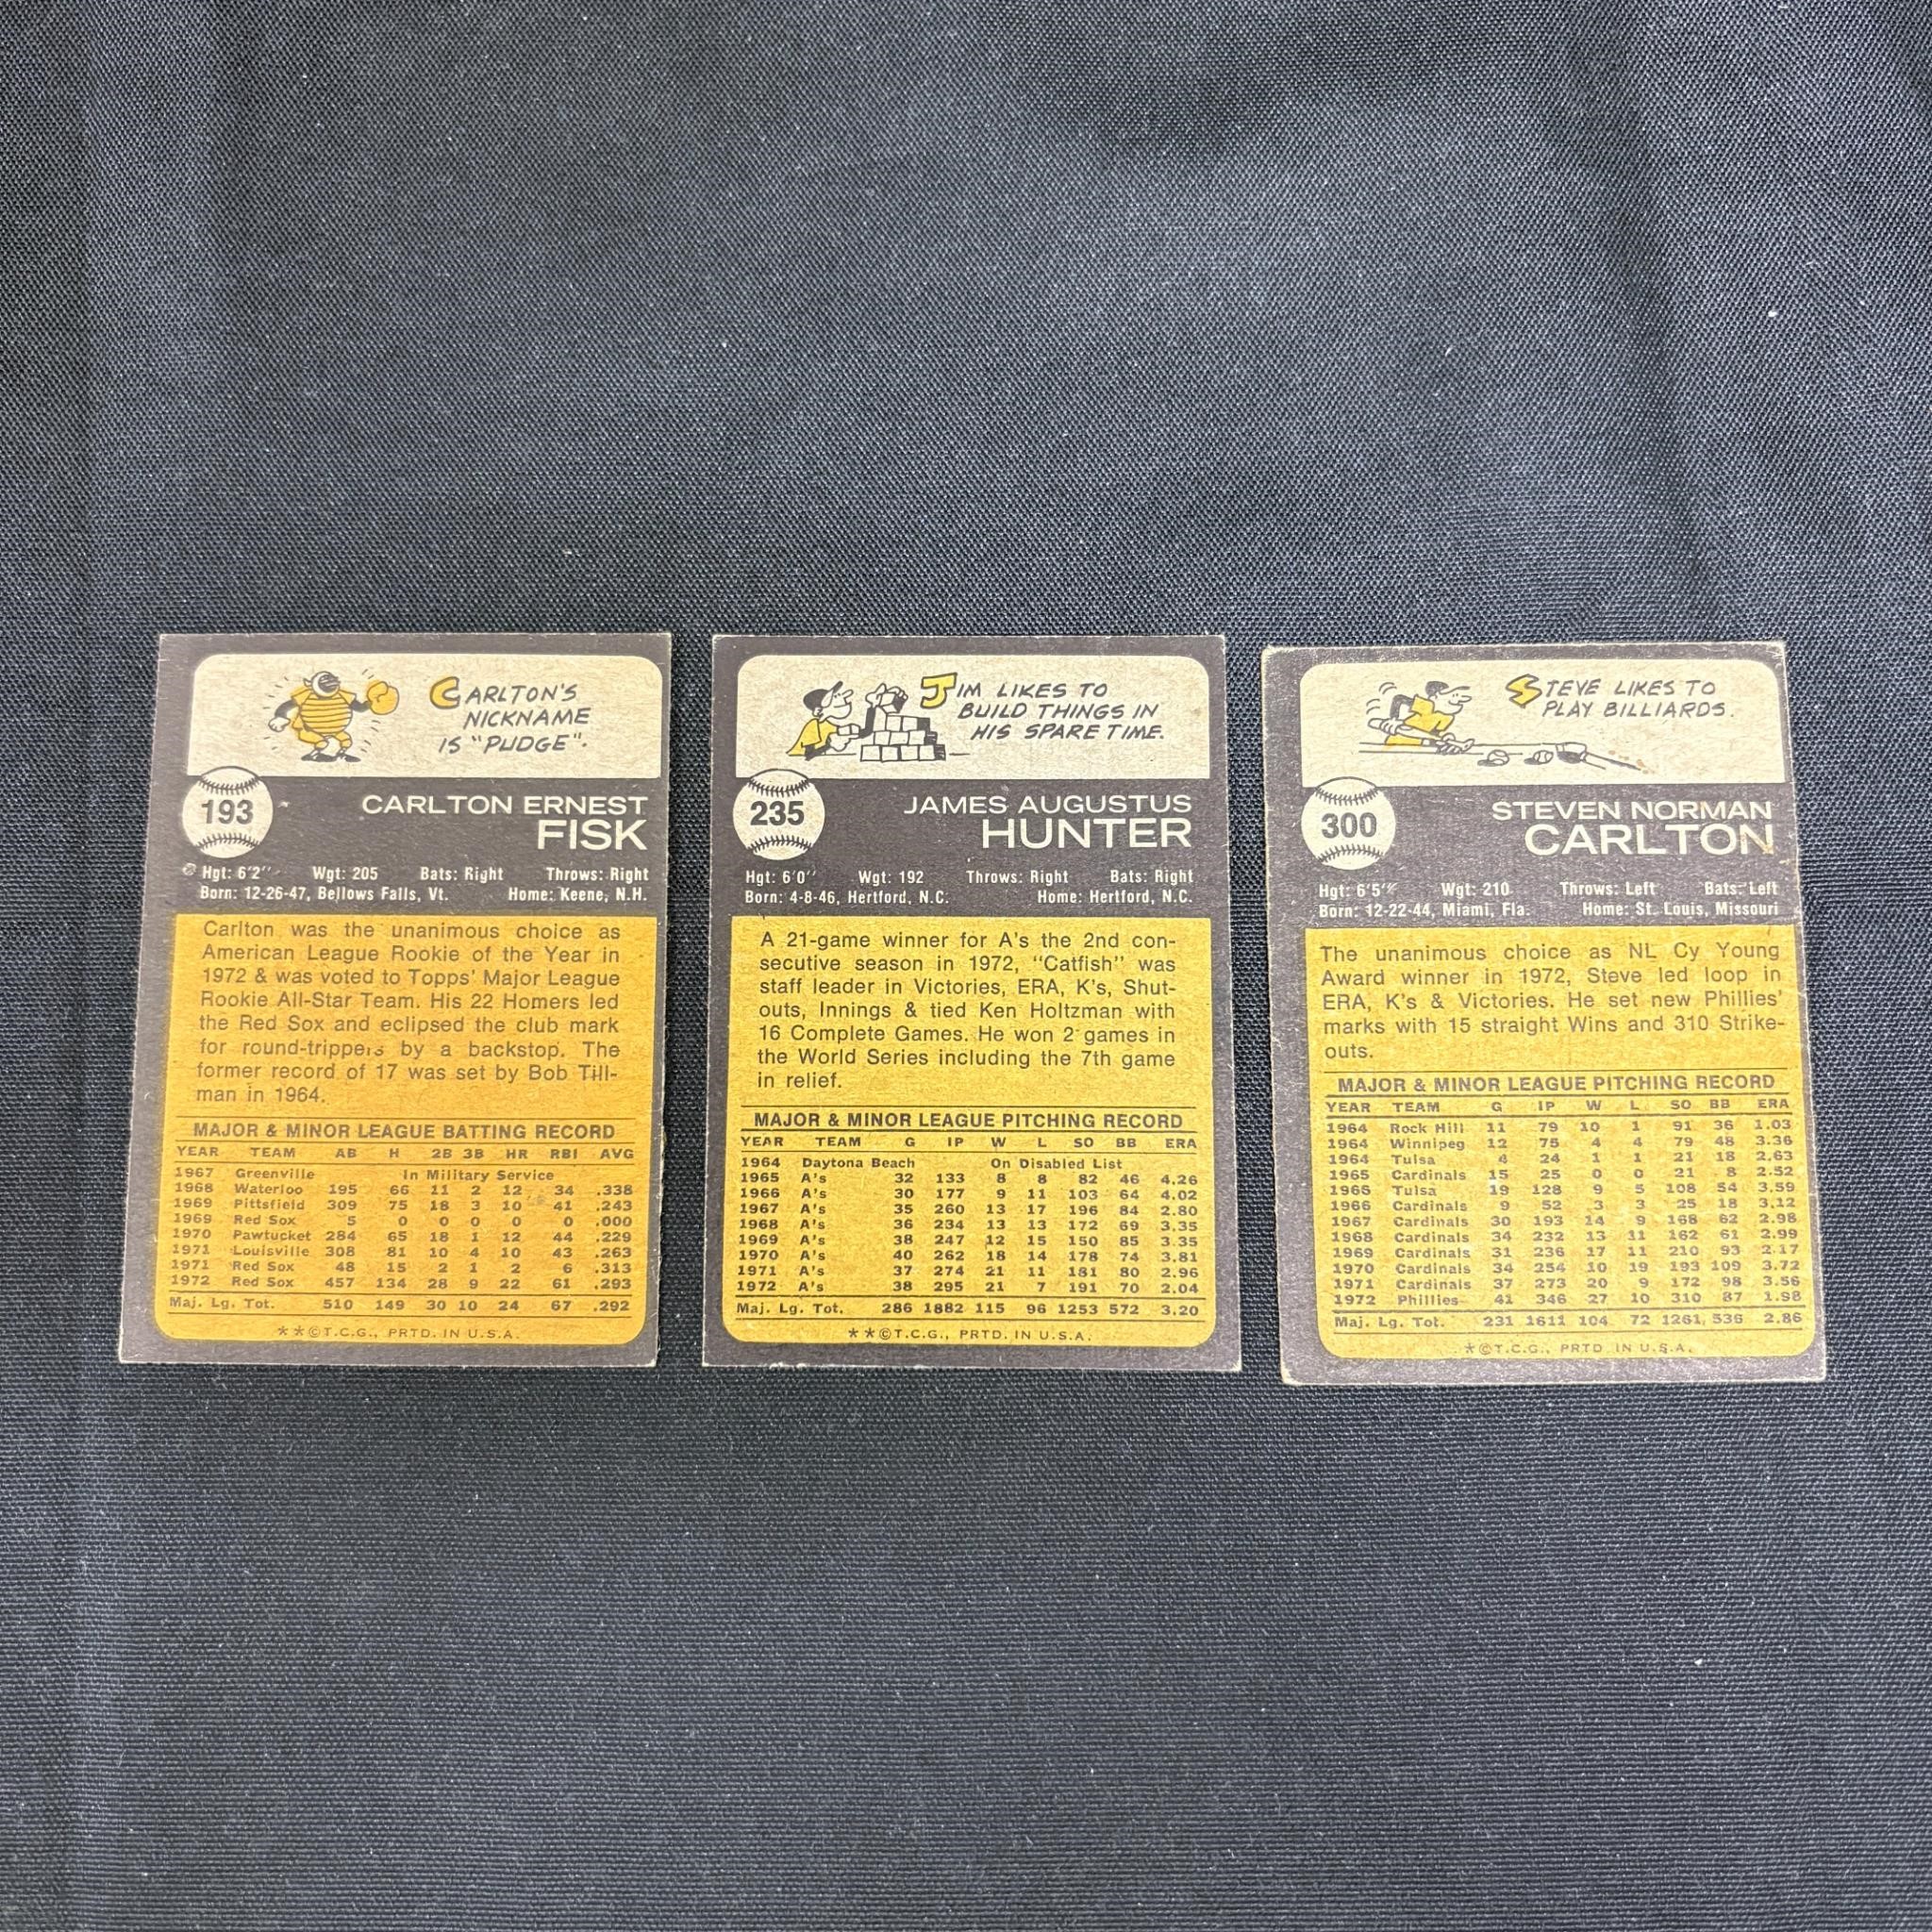 CARLTON'S
NICKNAME
IS "PUDGE".
193
CARLTON ERNEST
FISK
Hgt: 6'2" Wgt: 205 Bats: Right Throws: Right
Born: 12-26-47, Bellows Falls, Vt. Home: Keene, N.H.
Carlton was the unanimous choice as
American League Rookie of the Year in
1972 & was voted to Topps' Major League
Rookie All-Star Team. His 22 Homers led
the Red Sox and eclipsed the club mark
for round-trippers by a backstop. The
former record of 17 was set by Bob Till-
man in 1964.
MAJOR & MINOR LEAGUE BATTING RECORD
YEAR TEAM AB H 2B 3B HR RBI AVG
1967 Greenville In Military Service
1968 Waterloo 195 66 11 2 12 34 .338
1969 Pittsfield 309 75 18 3 10 41 .243
1969 Red Sox 5 0 0 0 0 0 .000
1970 Pawtucket 284 65 18 1 12 44 .229
1971 Louisville 308 81 10 4 10 43 .263
1971 Red Sox 48 15 2 1 2 6 .313
1972 Red Sox 457 134 28 9 22 61 .293
Maj. Lg. Tot. 510 149 30 10 24 67 .292
**©T.C.G., PRTD. IN U.S.A.
JIM LIKES TO
BUILD THINGS IN
HIS SPARE TIME.
235
JAMES AUGUSTUS
HUNTER
Hgt: 6'0" Wgt: 192 Throws: Right Bats: Right
Born: 4-8-46, Hertford, N.C. Home: Hertford, N.C.
A 21-game winner for A's the 2nd con-
secutive season in 1972, "Catfish" was
staff leader in Victories, ERA, K's, Shut-
outs, Innings & tied Ken Holtzman with
16 Complete Games. He won 2 games in
the World Series including the 7th game
in relief.
MAJOR & MINOR LEAGUE PITCHING RECORD
YEAR TEAM G IP W L SO BB ERA
1964 Daytona Beach On Disabled List
1965 A's 32 133 8 8 82 46 4.26
1966 A's 30 177 9 11 103 64 4.02
1967 A's 35 260 13 17 196 84 2.80
1968 A's 36 234 13 13 172 69 3.35
1969 A's 38 247 12 15 150 85 3.35
1970 A's 40 262 18 14 178 74 3.81
1971 A's 37 274 21 11 181 80 2.96
1972 A's 38 295 21 7 191 70 2.04
Maj. Lg. Tot. 286 1882 115 96 1253 572 3.20
**©T.C.G., PRTD. IN U.S.A.
STEVE LIKES TO
PLAY BILLIARDS.
300
STEVEN NORMAN
CARLTON
Hgt: 6'5" Wgt: 210 Throws: Left Bats: Left
Born: 12-22-44, Miami, Fla. Home: St. Louis, Missouri
The unanimous choice as NL Cy Young
Award winner in 1972, Steve led loop in
ERA, K's & Victories. He set new Phillies'
marks with 15 straight Wins and 310 Strike-
outs.
MAJOR & MINOR LEAGUE PITCHING RECORD
YEAR TEAM G IP W L SO BB ERA
1964 Rock Hill 11 79 10 1 91 36 1.03
1964 Winnipeg 12 75 4 4 79 48 3.36
1964 Tulsa 4 24 1 1 21 18 2.63
1965 Cardinals 15 25 0 0 21 8 2.52
1966 Tulsa 19 128 9 5 108 54 3.59
1966 Cardinals 9 52 3 3 25 18 3.12
1967 Cardinals 30 193 14 9 168 62 2.98
1968 Cardinals 34 232 13 11 162 61 2.99
1969 Cardinals 31 236 17 11 210 93 2.17
1970 Cardinals 34 254 10 19 193 109 3.72
1971 Cardinals 37 273 20 9 172 98 3.56
1972 Phillies 41 346 27 10 310 87 1.98
Maj. Lg. Tot. 231 1611 104 72 1261 536 2.86
*©T.C.G., PRTD. IN U.S.A.